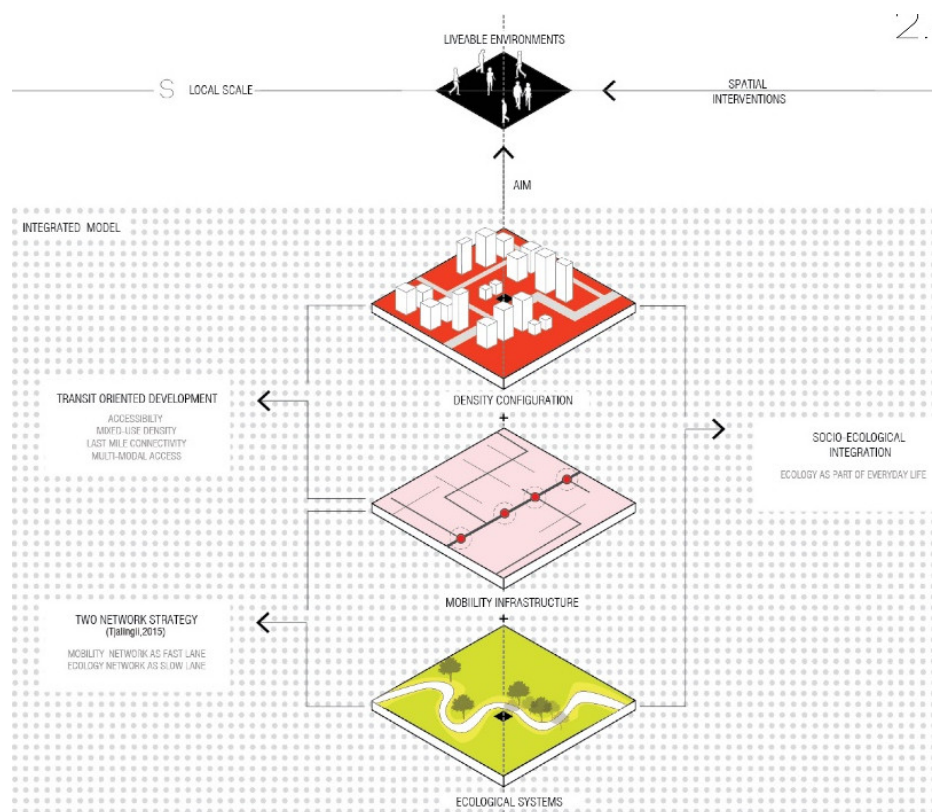 2.
LIVEABLE ENVIRONMENTS
S LOCAL SCALE
SPATIAL
INTERVENTIONS
AIM
INTEGRATED MODEL
TRANSIT ORIENTED DEVELOPMENT
ACCESSIBILTY
MIXED-USE DENSITY
LAST MILE CONNECTIVITY
MULTI-MODAL ACCESS
DENSITY CONFIGURATION
+
SOCIO-ECOLOGICAL
INTEGRATION
ECOLOGY AS PART OF EVERYDAY LIFE
MOBILITY INFRASTRUCTURE
+
TWO NETWORK STRATEGY
(Tjalingii,2015)
MOBILITY NETWORK AS FAST LANE
ECOLOGY NETWORK AS SLOW LANE
ECOLOGICAL SYSTEMS